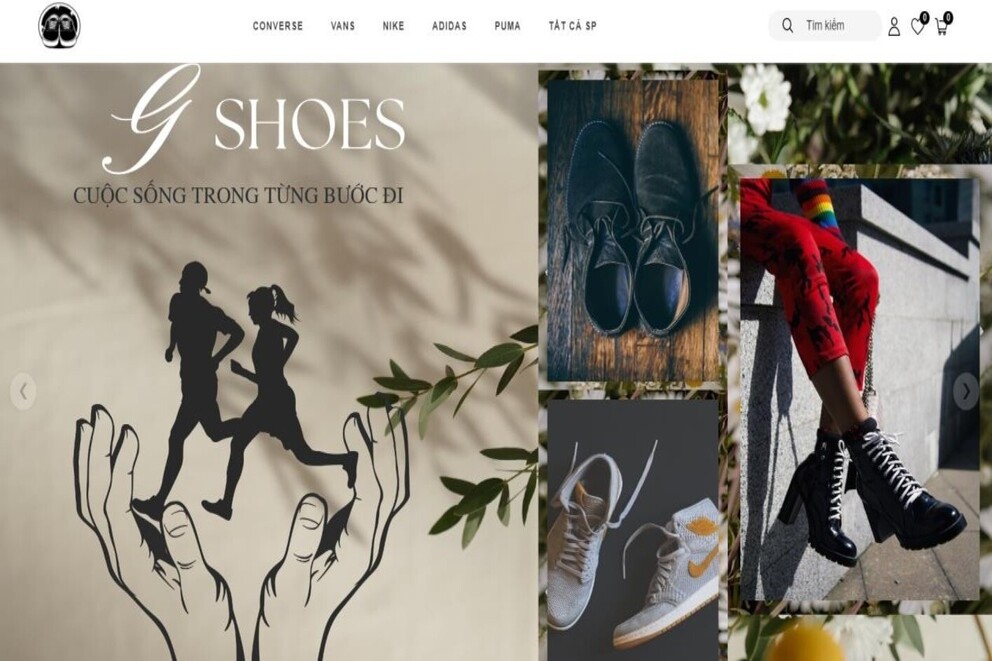 CONVERSE VANS NIKE ADIDAS PUMA TẤT CẢ SP
Tìm kiếm
0
0
G SHOES
CUỘC SỐNG TRONG TỪNG BƯỚC ĐI